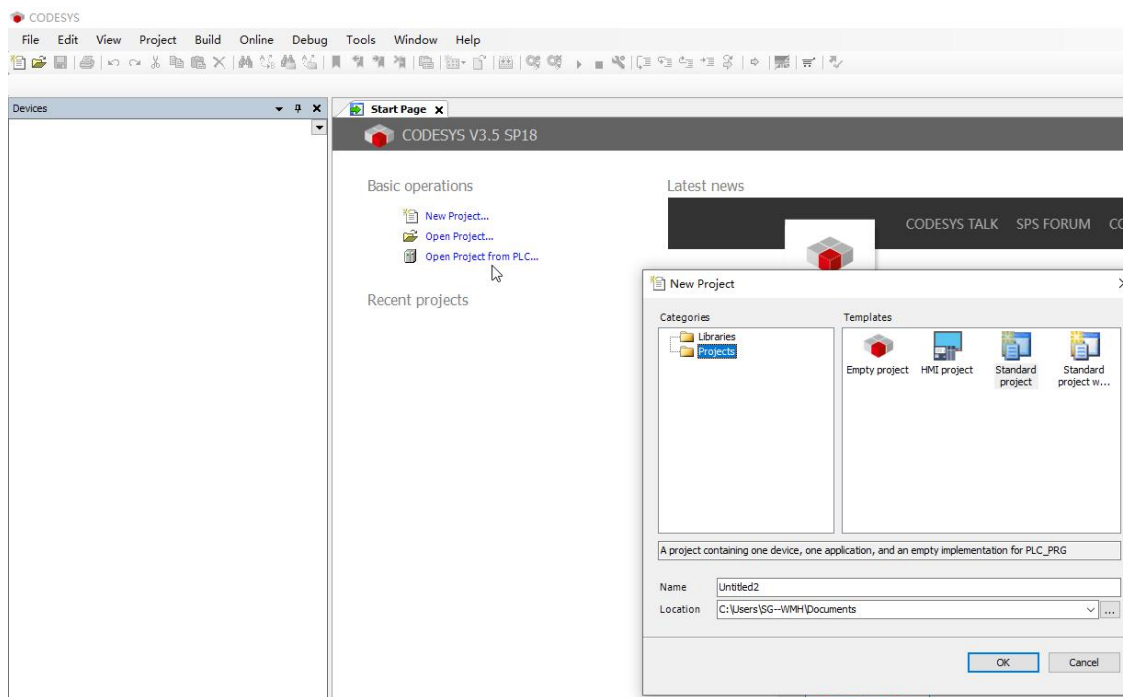 CODESYS
File Edit View Project Build Online Debug Tools Window Help
Devices
Start Page
CODESYS V3.5 SP18
Basic operations
New Project...
Open Project...
Open Project from PLC...
Recent projects
Latest news
CODESYS TALK SPS FORUM CO
New Project
Categories
Libraries
Projects
Templates
Empty project
HMI project
Standard
project
Standard
project w...
A project containing one device, one application, and an empty implementation for PLC_PRG
Name Untitled2
Location C:\Users\SG--WMH\Documents
...
OK Cancel